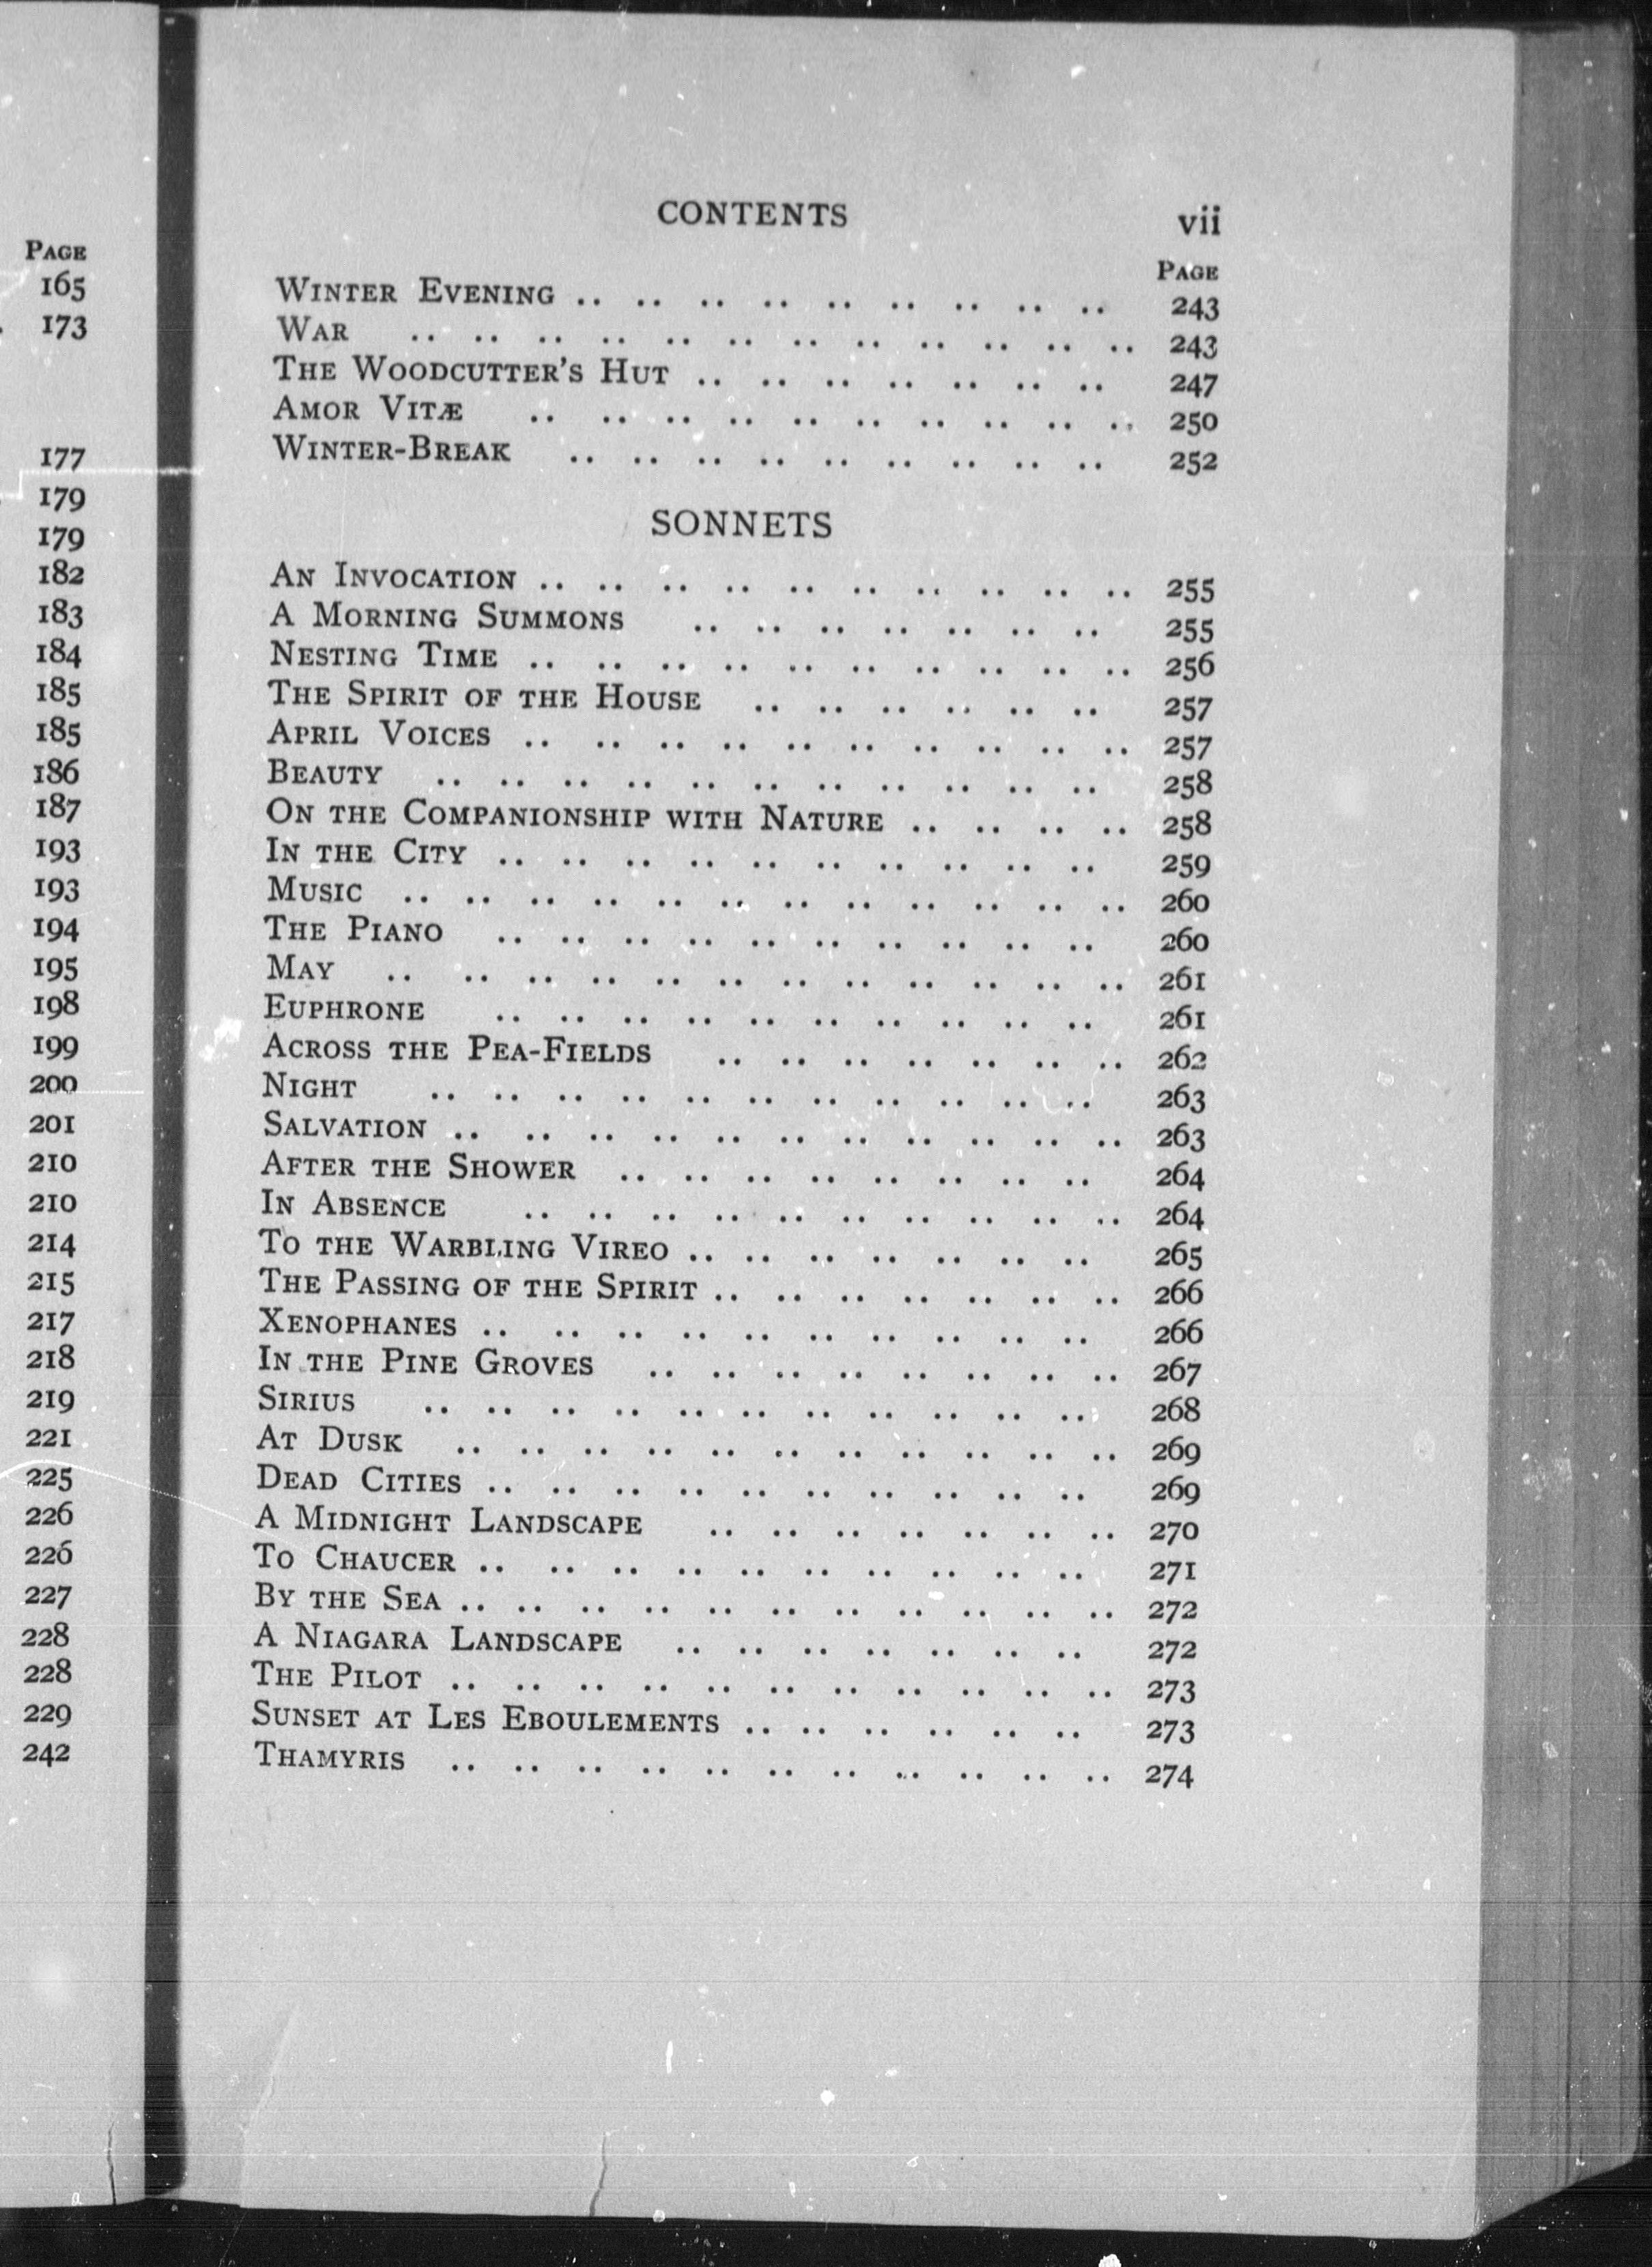 PAGE
165
173
177
179
179
182
183
184
185
185
186
187
193
193
194
195
198
199
200
201
210
210
214
215
217
218
219
221
225
226
226
227
228
228
229
242
CONTENTS vii
PAGE
WINTER EVENING .. .. .. .. .. .. .. .. .. 243
WAR .. .. .. .. .. .. .. .. .. .. .. .. 243
THE WOODCUTTER'S HUT .. .. .. .. .. .. .. 247
AMOR VITÆ .. .. .. .. .. .. .. .. .. .. 250
WINTER-BREAK .. .. .. .. .. .. .. .. .. 252
SONNETS
AN INVOCATION .. .. .. .. .. .. .. .. .. .. 255
A MORNING SUMMONS .. .. .. .. .. .. .. 255
NESTING TIME .. .. .. .. .. .. .. .. .. .. 256
THE SPIRIT OF THE HOUSE .. .. .. .. .. .. 257
APRIL VOICES .. .. .. .. .. .. .. .. .. .. 257
BEAUTY .. .. .. .. .. .. .. .. .. .. .. 258
ON THE COMPANIONSHIP WITH NATURE .. .. .. .. 258
IN THE CITY .. .. .. .. .. .. .. .. .. .. 259
MUSIC .. .. .. .. .. .. .. .. .. .. .. .. 260
THE PIANO .. .. .. .. .. .. .. .. .. .. 260
MAY .. .. .. .. .. .. .. .. .. .. .. .. 261
EUPHRONE .. .. .. .. .. .. .. .. .. .. 261
ACROSS THE PEA-FIELDS .. .. .. .. .. .. .. 262
NIGHT .. .. .. .. .. .. .. .. .. .. .. 263
SALVATION .. .. .. .. .. .. .. .. .. .. .. 263
AFTER THE SHOWER .. .. .. .. .. .. .. .. 264
IN ABSENCE .. .. .. .. .. .. .. .. .. .. 264
TO THE WARBLING VIREO .. .. .. .. .. .. .. 265
THE PASSING OF THE SPIRIT .. .. .. .. .. .. .. 266
XENOPHANES .. .. .. .. .. .. .. .. .. .. 266
IN THE PINE GROVES .. .. .. .. .. .. .. .. 267
SIRIUS .. .. .. .. .. .. .. .. .. .. .. 268
AT DUSK .. .. .. .. .. .. .. .. .. .. .. 269
DEAD CITIES .. .. .. .. .. .. .. .. .. .. 269
A MIDNIGHT LANDSCAPE .. .. .. .. .. .. .. 270
TO CHAUCER .. .. .. .. .. .. .. .. .. .. 271
BY THE SEA .. .. .. .. .. .. .. .. .. .. .. 272
A NIAGARA LANDSCAPE .. .. .. .. .. .. .. 272
THE PILOT .. .. .. .. .. .. .. .. .. .. .. 273
SUNSET AT LES EBOULEMENTS .. .. .. .. .. .. 273
THAMYRIS .. .. .. .. .. .. .. .. .. .. .. 274